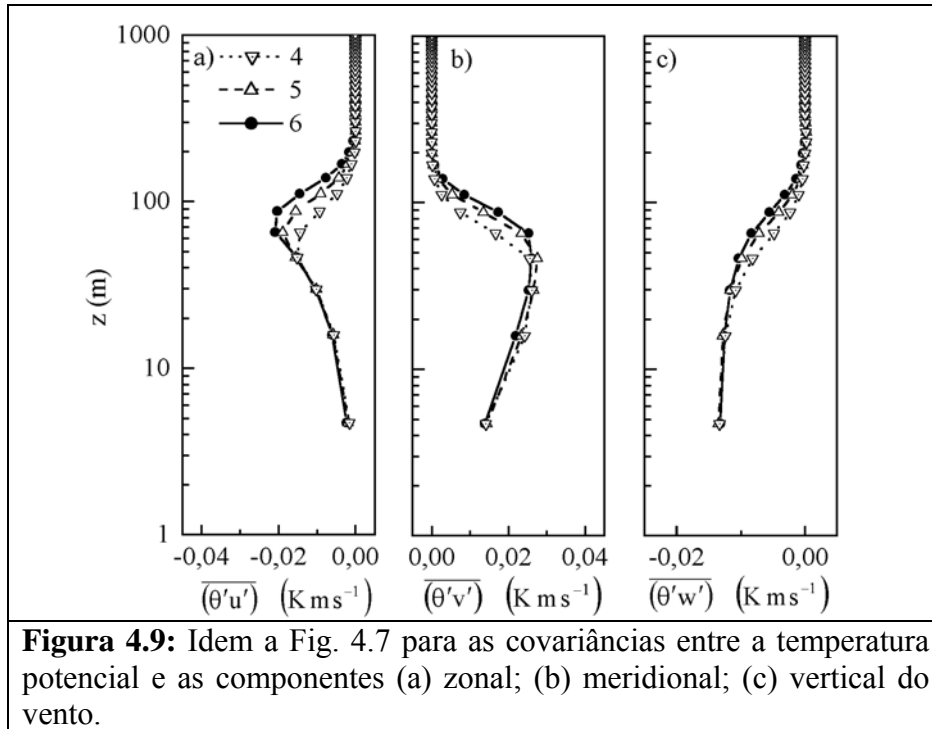 1000
100
10
1
z (m)
a)
4
5
6
b)
c)
-0,04 -0,02 0,00
0,00 0,02 0,04
-0,02 0,00
(θ'u') (K m s⁻¹)
(θ'v') (K m s⁻¹)
(θ'w') (K m s⁻¹)
Figura 4.9: Idem a Fig. 4.7 para as covariâncias entre a temperatura
potencial e as componentes (a) zonal; (b) meridional; (c) vertical do
vento.